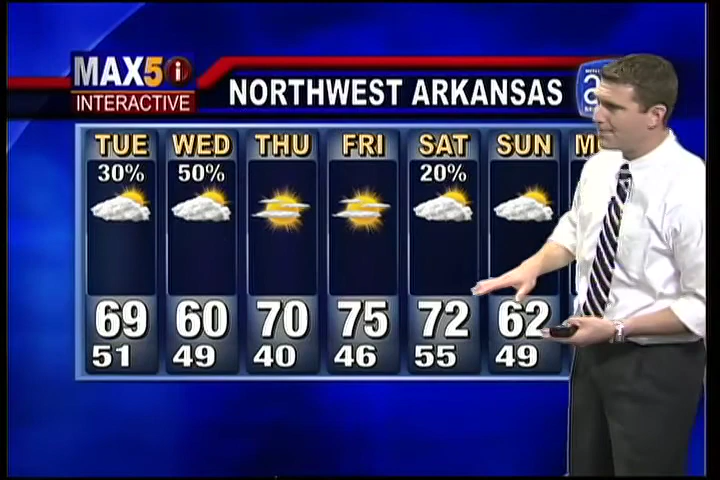 MAX5 i
INTERACTIVE
NORTHWEST ARKANSAS
TUE WED THU FRI SAT SUN
30% 50% 20%
69 60 70 75 72 62
51 49 40 46 55 49